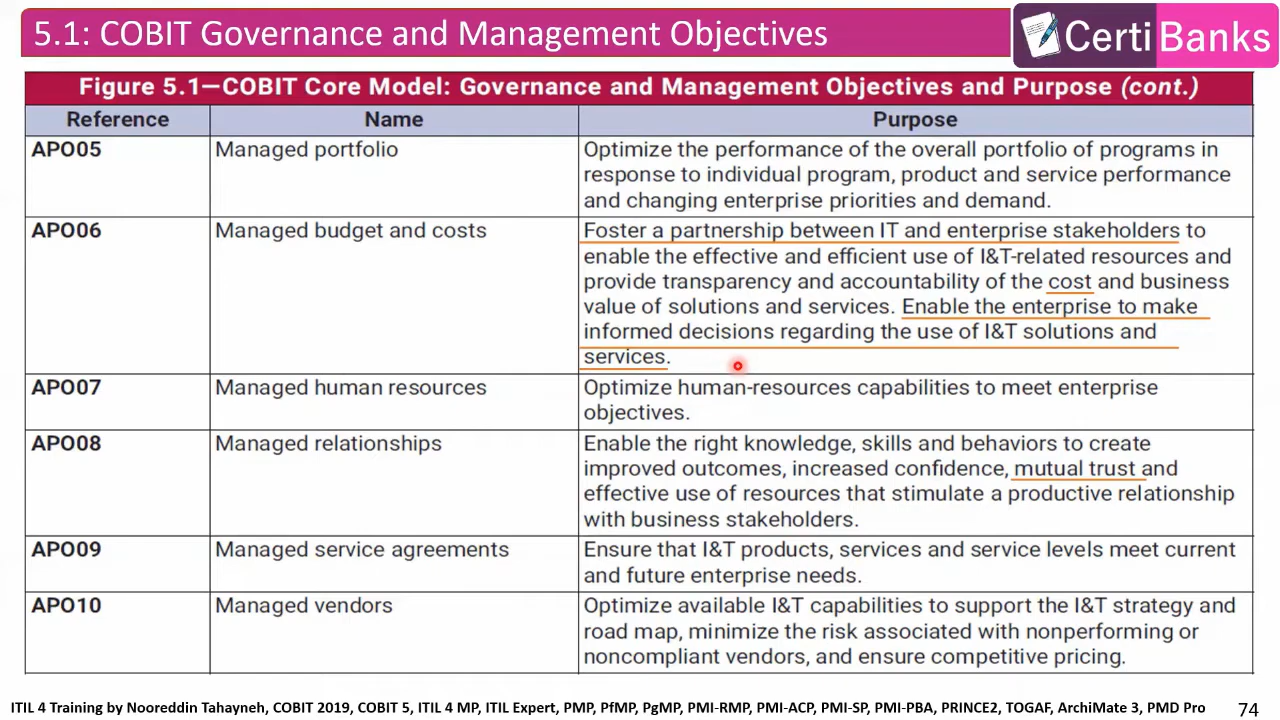 5.1: COBIT Governance and Management Objectives
Certi Banks
Figure 5.1—COBIT Core Model: Governance and Management Objectives and Purpose (cont.)
Reference Name Purpose
APO05 Managed portfolio Optimize the performance of the overall portfolio of programs in
response to individual program, product and service performance
and changing enterprise priorities and demand.
APO06 Managed budget and costs Foster a partnership between IT and enterprise stakeholders to
enable the effective and efficient use of I&T-related resources and
provide transparency and accountability of the cost and business
value of solutions and services. Enable the enterprise to make
informed decisions regarding the use of I&T solutions and
services.
APO07 Managed human resources Optimize human-resources capabilities to meet enterprise
objectives.
APO08 Managed relationships Enable the right knowledge, skills and behaviors to create
improved outcomes, increased confidence, mutual trust and
effective use of resources that stimulate a productive relationship
with business stakeholders.
APO09 Managed service agreements Ensure that I&T products, services and service levels meet current
and future enterprise needs.
APO10 Managed vendors Optimize available I&T capabilities to support the I&T strategy and
road map, minimize the risk associated with nonperforming or
noncompliant vendors, and ensure competitive pricing.
ITIL 4 Training by Nooreddin Tahayneh, COBIT 2019, COBIT 5, ITIL 4 MP, ITIL Expert, PMP, PfMP, PgMP, PMI-RMP, PMI-ACP, PMI-SP, PMI-PBA, PRINCE2, TOGAF, ArchiMate 3, PMD Pro 74